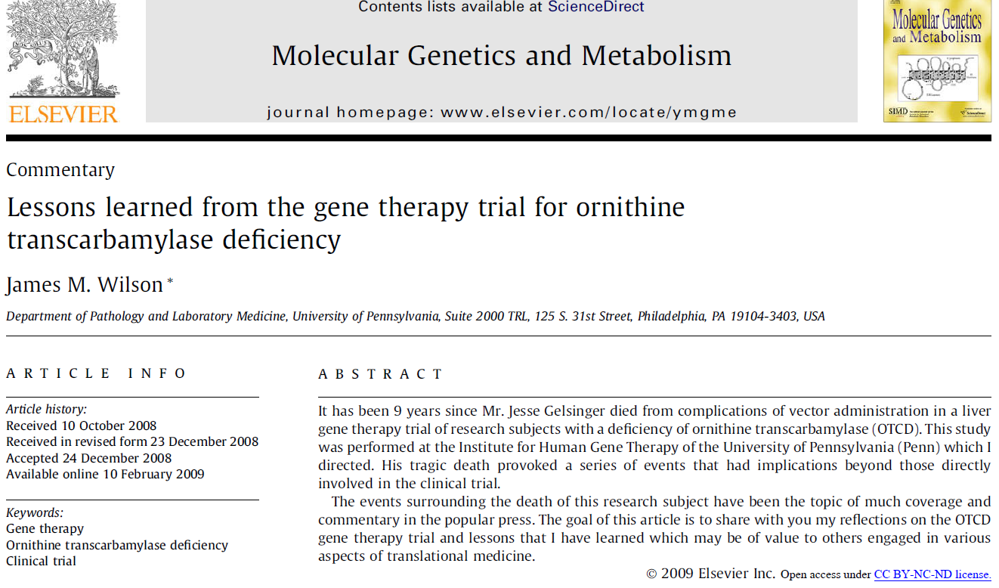 Contents lists available at ScienceDirect
Molecular Genetics and Metabolism
journal homepage: www.elsevier.com/locate/ymgme
ELSEVIER
Molecular Genetics
and Metabolism
SIMD
Commentary
Lessons learned from the gene therapy trial for ornithine
transcarbamylase deficiency
James M. Wilson *
Department of Pathology and Laboratory Medicine, University of Pennsylvania, Suite 2000 TRL, 125 S. 31st Street, Philadelphia, PA 19104-3403, USA
ARTICLE INFO
Article history:
Received 10 October 2008
Received in revised form 23 December 2008
Accepted 24 December 2008
Available online 10 February 2009
Keywords:
Gene therapy
Ornithine transcarbamylase deficiency
Clinical trial
ABSTRACT
It has been 9 years since Mr. Jesse Gelsinger died from complications of vector administration in a liver
gene therapy trial of research subjects with a deficiency of ornithine transcarbamylase (OTCD). This study
was performed at the Institute for Human Gene Therapy of the University of Pennsylvania (Penn) which I
directed. His tragic death provoked a series of events that had implications beyond those directly
involved in the clinical trial.
The events surrounding the death of this research subject have been the topic of much coverage and
commentary in the popular press. The goal of this article is to share with you my reflections on the OTCD
gene therapy trial and lessons that I have learned which may be of value to others engaged in various
aspects of translational medicine.
© 2009 Elsevier Inc. Open access under CC BY-NC-ND license.